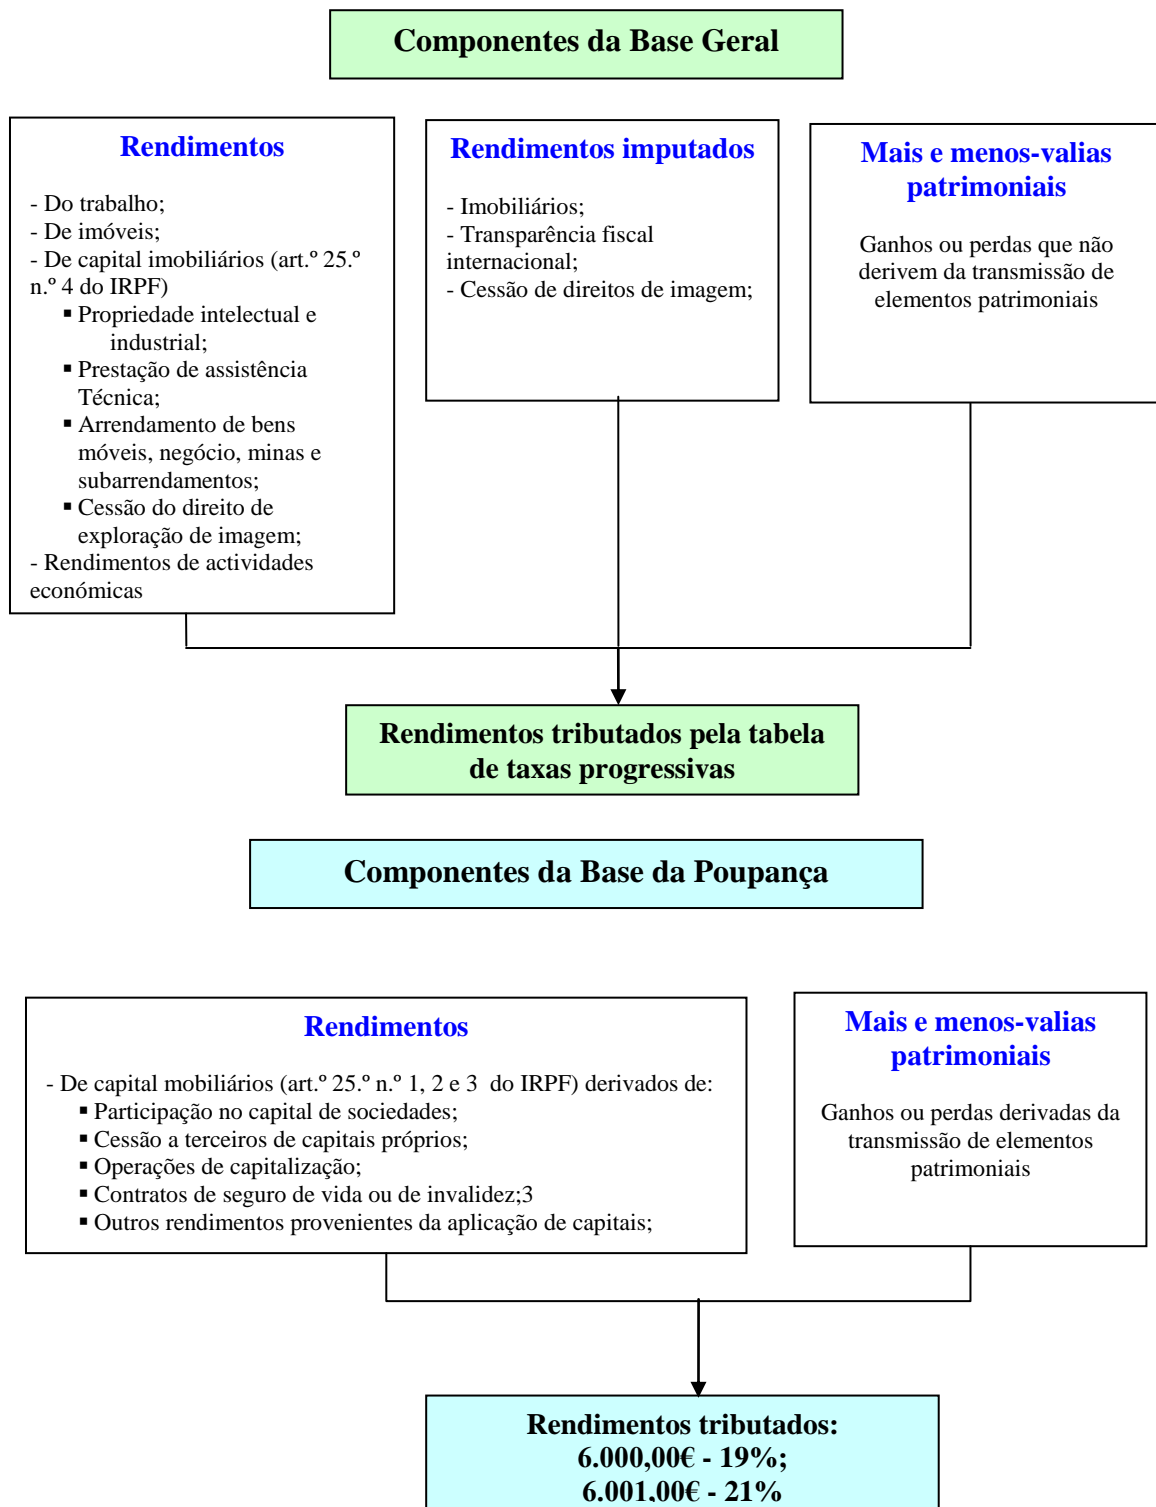 Componentes da Base Geral
Rendimentos
- Do trabalho;
- De imóveis;
- De capital imobiliários (art.º 25.º
n.º 4 do IRPF)
▪ Propriedade intelectual e
industrial;
▪ Prestação de assistência
Técnica;
▪ Arrendamento de bens
móveis, negócio, minas e
subarrendamentos;
▪ Cessão do direito de
exploração de imagem;
- Rendimentos de actividades
económicas
Rendimentos imputados
- Imobiliários;
- Transparência fiscal
internacional;
- Cessão de direitos de imagem;
Mais e menos-valias
patrimoniais
Ganhos ou perdas que não
derivem da transmissão de
elementos patrimoniais
Rendimentos tributados pela tabela
de taxas progressivas
Componentes da Base da Poupança
Rendimentos
- De capital mobiliários (art.º 25.º n.º 1, 2 e 3 do IRPF) derivados de:
▪ Participação no capital de sociedades;
▪ Cessão a terceiros de capitais próprios;
▪ Operações de capitalização;
▪ Contratos de seguro de vida ou de invalidez;3
▪ Outros rendimentos provenientes da aplicação de capitais;
Mais e menos-valias
patrimoniais
Ganhos ou perdas derivadas da
transmissão de elementos
patrimoniais
Rendimentos tributados:
6.000,00€ - 19%;
6.001,00€ - 21%